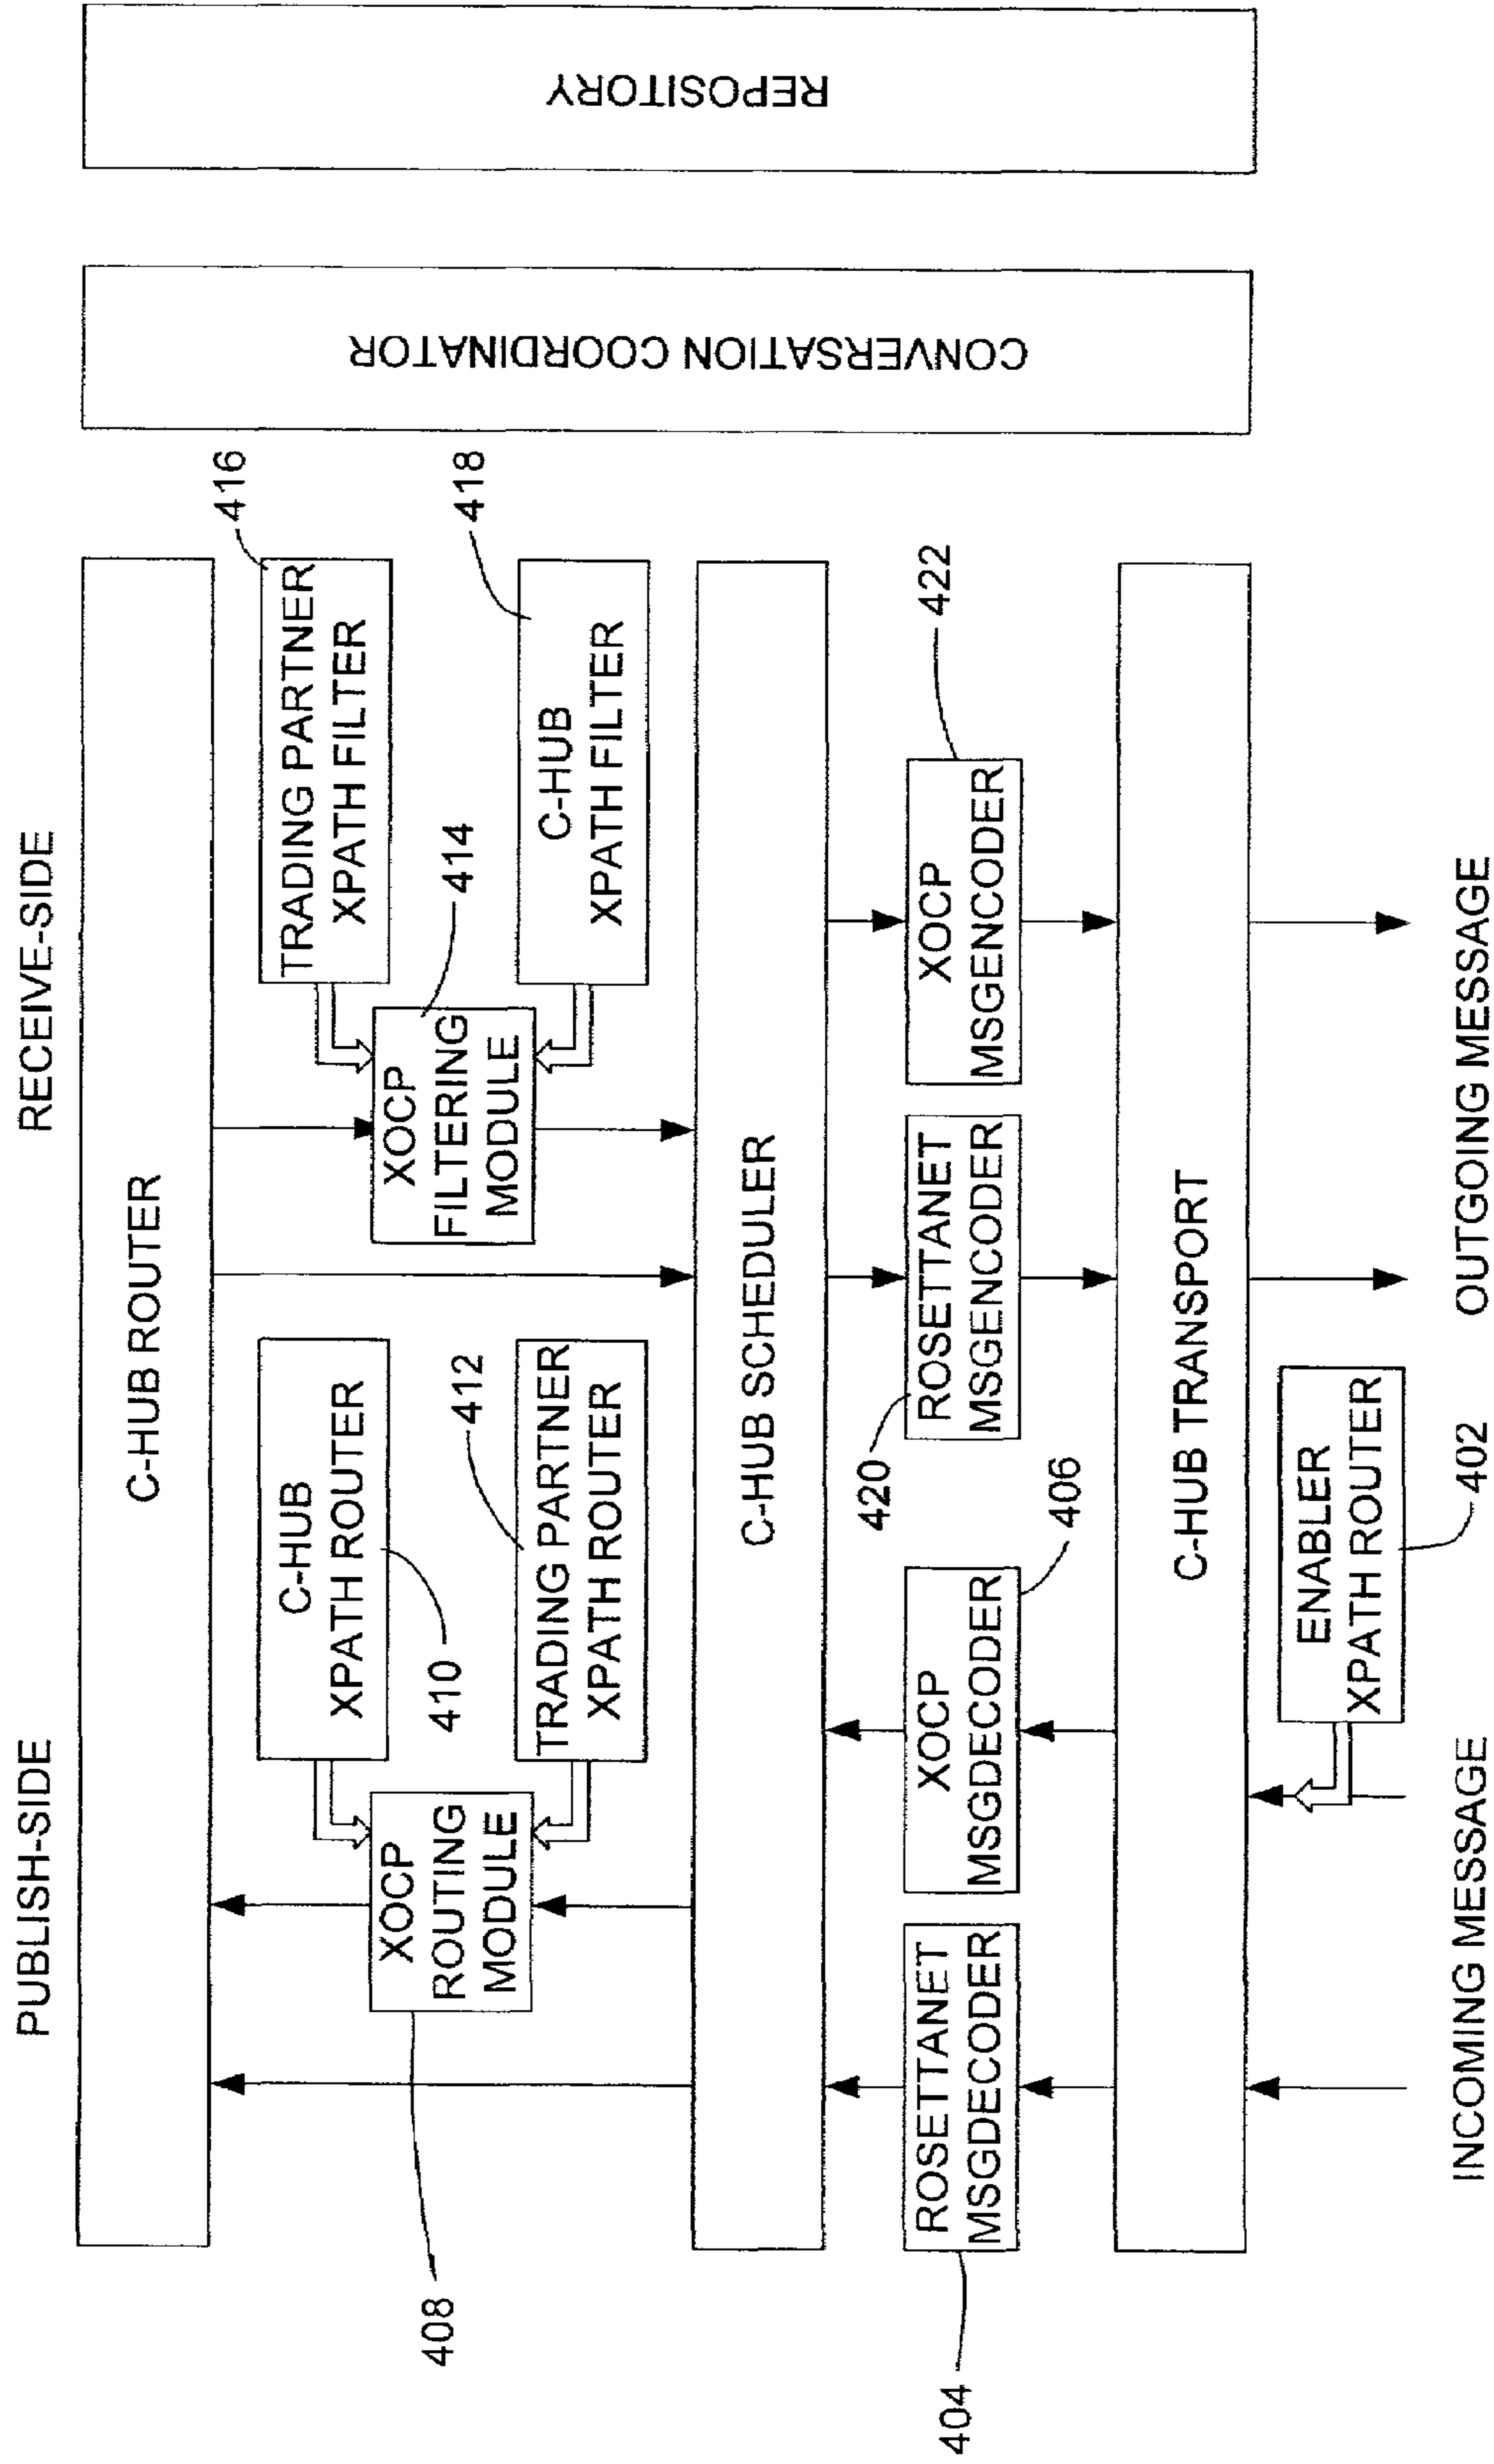 PUBLISH-SIDE
RECEIVE-SIDE
C-HUB ROUTER
C-HUB
XPATH ROUTER
410
TRADING PARTNER
XPATH FILTER
416
XOCP
ROUTING
MODULE
408
XOCP
FILTERING
MODULE
414
TRADING PARTNER
XPATH ROUTER
412
C-HUB
XPATH FILTER
418
C-HUB SCHEDULER
ROSETTANET
MSGDECODER
404
XOCP
MSGDECODER
406
ROSETTANET
MSGENCODER
420
XOCP
MSGENCODER
422
C-HUB TRANSPORT
ENABLER
XPATH ROUTER
402
INCOMING MESSAGE
OUTGOING MESSAGE
CONVERSATION COORDINATOR
REPOSITORY